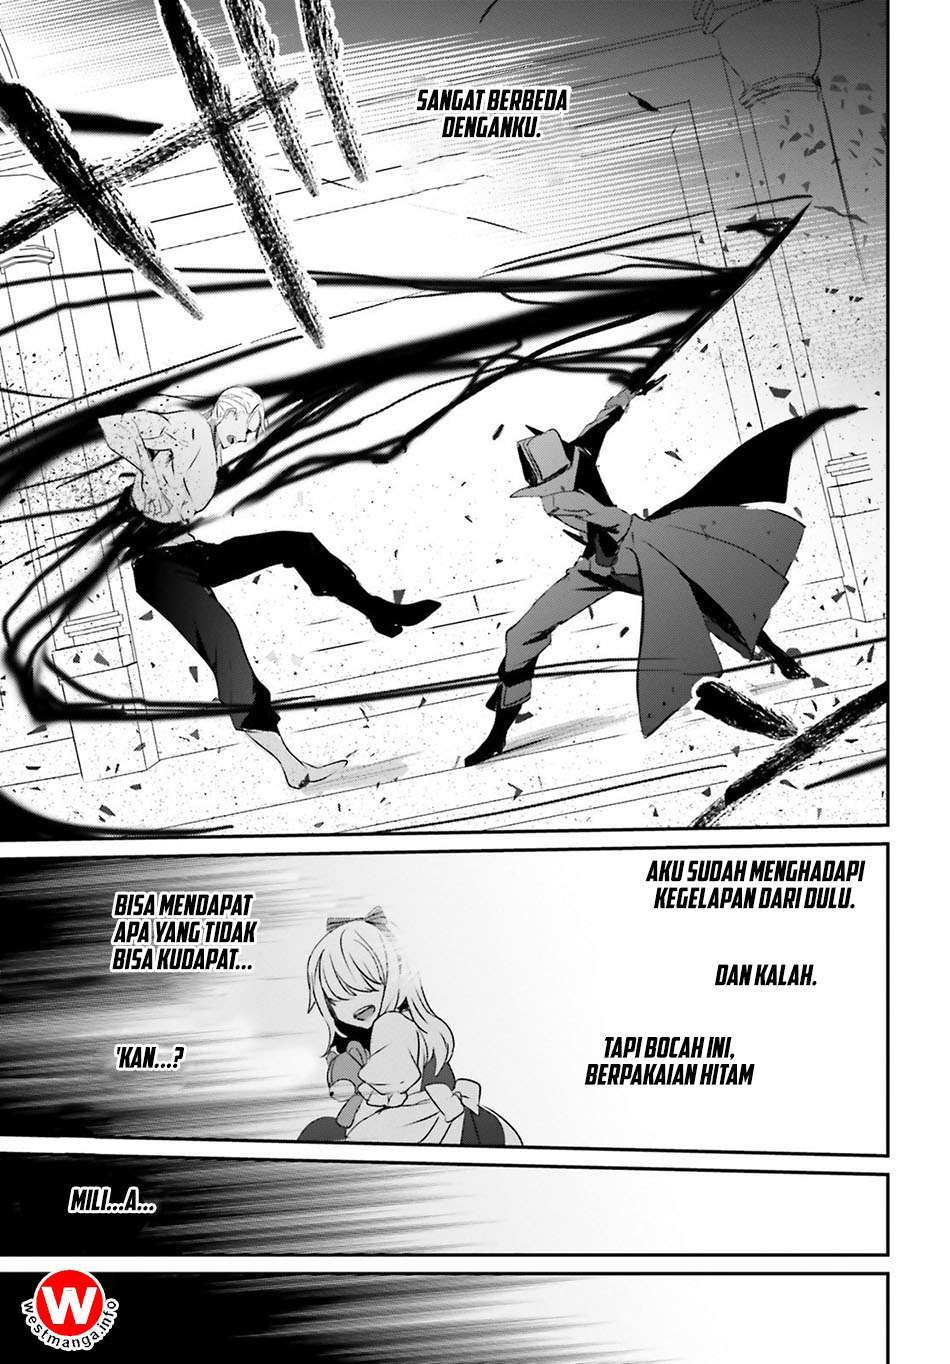 SANGAT BERBEDA
DENGANKU.
AKU SUDAH MENGHADAPI
KEGELAPAN DARI DULU.
DAN KALAH.
TAPI BOCAH INI,
BERPAKAIAN HITAM
BISA MENDAPAT
APA YANG TIDAK
BISA KUDAPAT...
'KAN...?
MILI...A...
W
westmanga.info